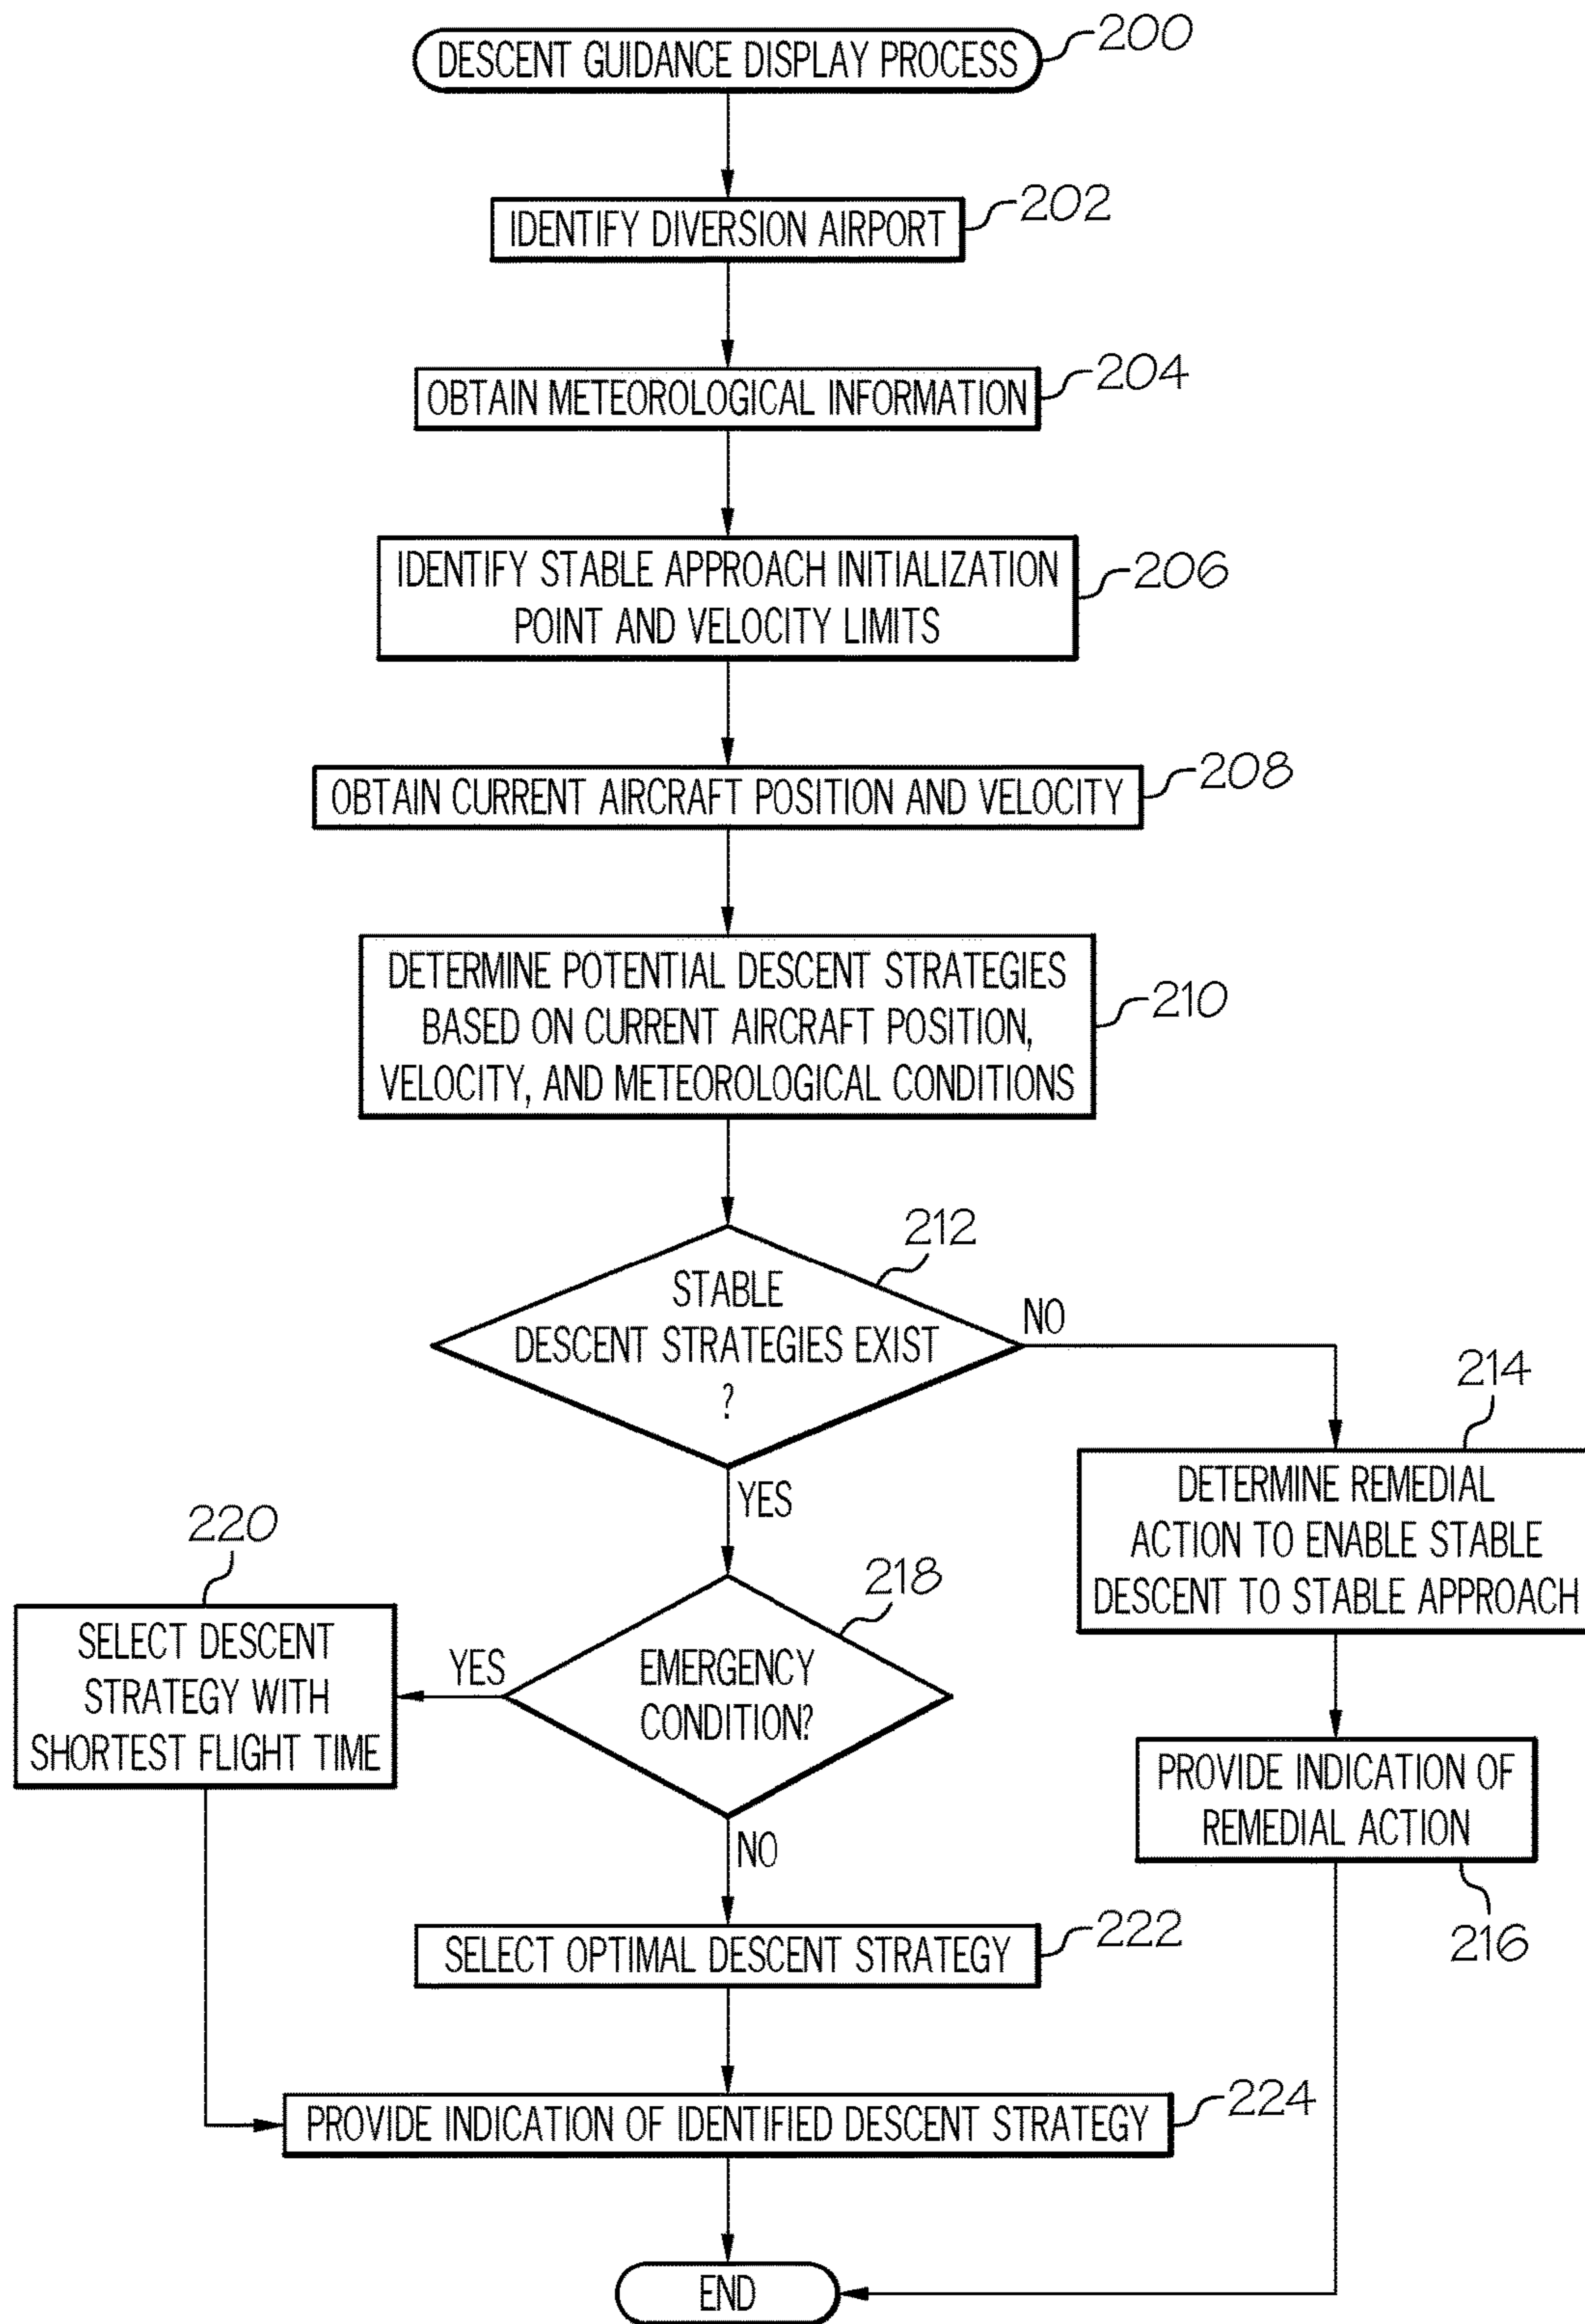 DESCENT GUIDANCE DISPLAY PROCESS
200
IDENTIFY DIVERSION AIRPORT
202
OBTAIN METEOROLOGICAL INFORMATION
204
IDENTIFY STABLE APPROACH INITIALIZATION
POINT AND VELOCITY LIMITS
206
OBTAIN CURRENT AIRCRAFT POSITION AND VELOCITY
208
DETERMINE POTENTIAL DESCENT STRATEGIES
BASED ON CURRENT AIRCRAFT POSITION,
VELOCITY, AND METEOROLOGICAL CONDITIONS
210
212
STABLE
DESCENT STRATEGIES EXIST
?
NO
YES
214
DETERMINE REMEDIAL
ACTION TO ENABLE STABLE
DESCENT TO STABLE APPROACH
218
EMERGENCY
CONDITION?
YES
NO
220
SELECT DESCENT
STRATEGY WITH
SHORTEST FLIGHT TIME
PROVIDE INDICATION OF
REMEDIAL ACTION
216
SELECT OPTIMAL DESCENT STRATEGY
222
PROVIDE INDICATION OF IDENTIFIED DESCENT STRATEGY
224
END